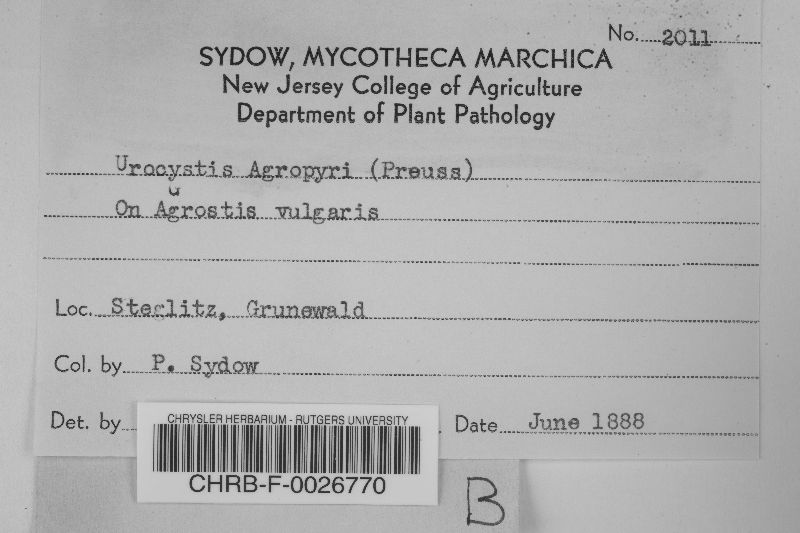 No. 2011
SYDOW, MYCOTHECA MARCHICA
New Jersey College of Agriculture
Department of Plant Pathology
Urocystis Agropyri (Preuss)
u
On Agrostis vulgaris
Loc. Steglitz, Grunewald
Col. by P. Sydow
Det. by
Date June 1888
CHRYSLER HERBARIUM - RUTGERS UNIVERSITY
CHRB-F-0026770
B